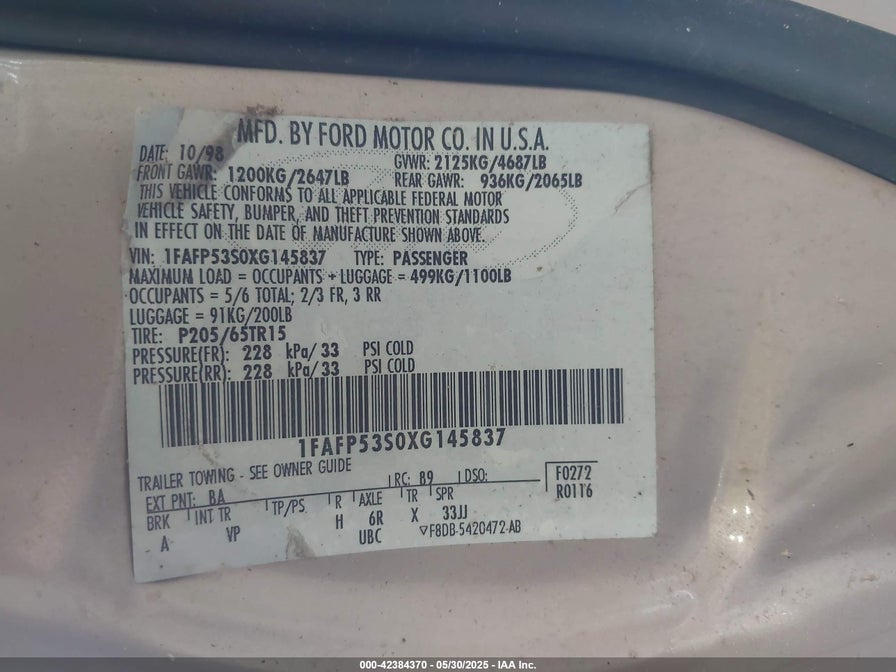 MFD. BY FORD MOTOR CO. IN U.S.A.
DATE: 10/98 GVWR: 2125KG/4687LB
FRONT GAWR: 1200KG/2647LB REAR GAWR: 936KG/2065LB
THIS VEHICLE CONFORMS TO ALL APPLICABLE FEDERAL MOTOR
VEHICLE SAFETY, BUMPER, AND THEFT PREVENTION STANDARDS
IN EFFECT ON THE DATE OF MANUFACTURE SHOWN ABOVE.
VIN: 1FAFP53S0XG145837 TYPE: PASSENGER
MAXIMUM LOAD = OCCUPANTS + LUGGAGE = 499KG/1100LB
OCCUPANTS = 5/6 TOTAL; 2/3 FR, 3 RR
LUGGAGE = 91KG/200LB
TIRE: P205/65TR15
PRESSURE(FR): 228 kPa/ 33 PSI COLD
PRESSURE(RR): 228 kPa/ 33 PSI COLD
1FAFP53S0XG145837
TRAILER TOWING - SEE OWNER GUIDE
EXT PNT: BA RC: B9 DSO: F0272
BRK INT TR TP/PS R AXLE TR SPR R01T6
A VP H 6R X 33JJ
UBC ▽F8DB-5420472-AB
000-42384370 - 05/30/2025 - IAA Inc.